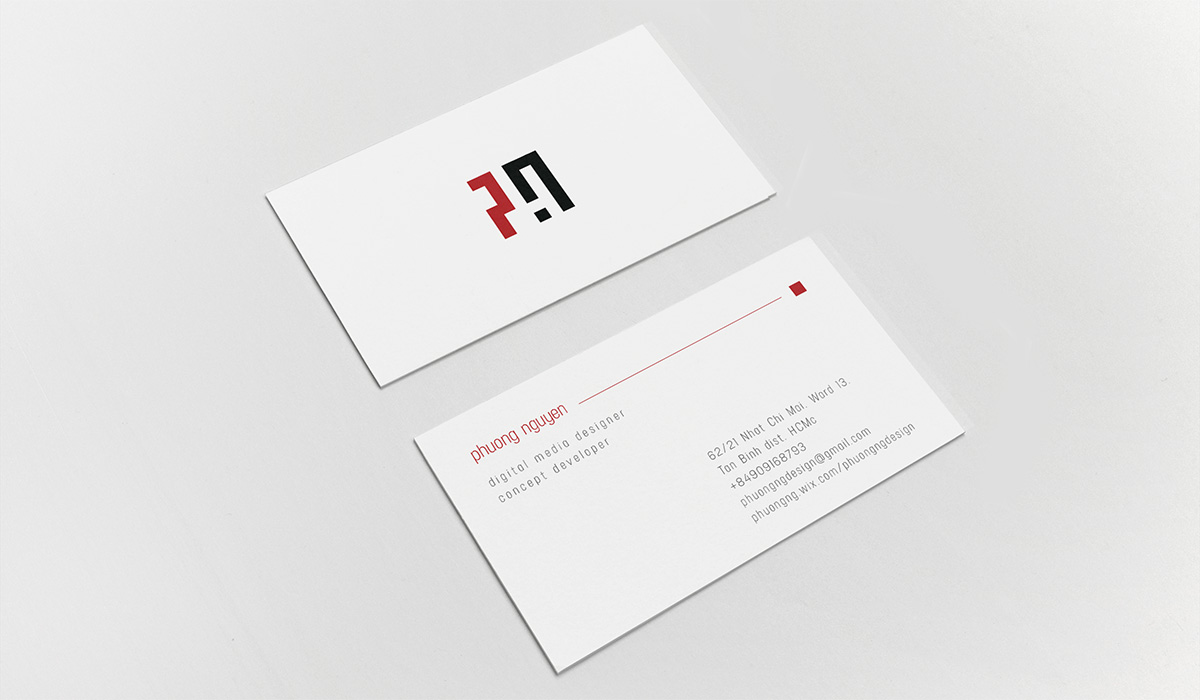 phuong nguyen
digital media designer
concept developer
62/21 Nhat Chi Mai. Ward 13.
Tan Binh dist. HCMc
+84909168793
phuongngdesign@gmail.com
phuongng.wix.com/phuongngdesign